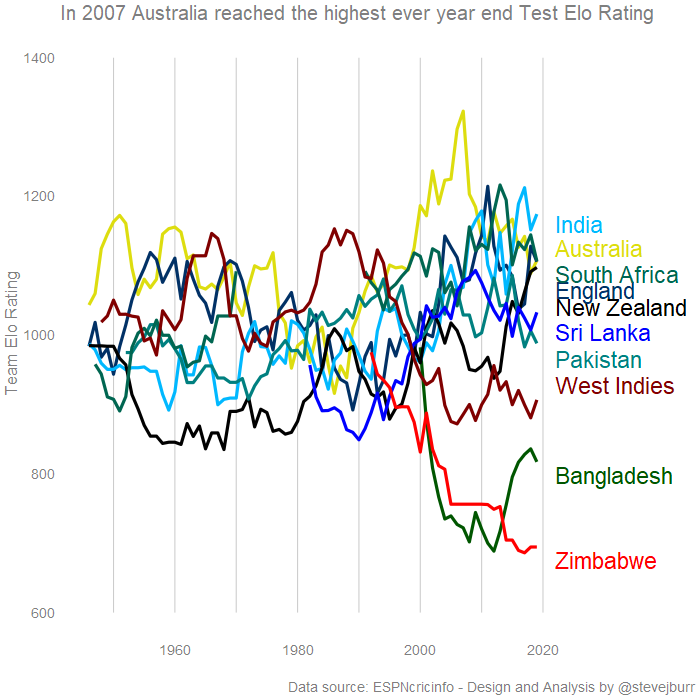 In 2007 Australia reached the highest ever year end Test Elo Rating
1400
1200
1000
800
600
Team Elo Rating
1960
1980
2000
2020
India
Australia
South Africa
England
New Zealand
Sri Lanka
Pakistan
West Indies
Bangladesh
Zimbabwe
Data source: ESPNcricinfo - Design and Analysis by @stevejburr